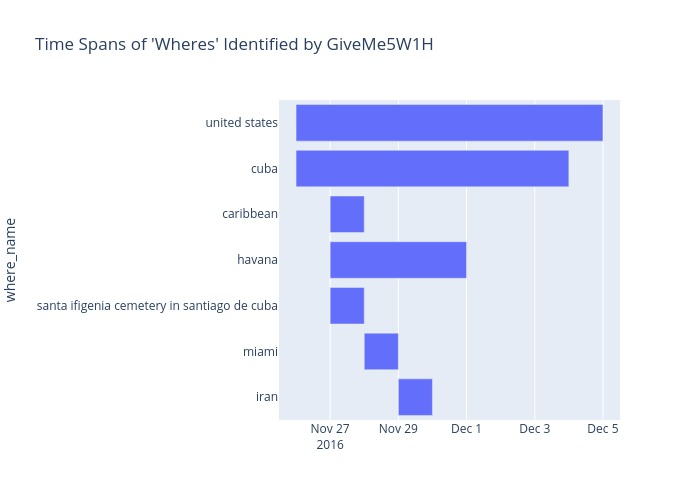 Time Spans of 'Wheres' Identified by GiveMe5W1H
where_name
united states
cuba
caribbean
havana
santa ifigenia cemetery in santiago de cuba
miami
iran
Nov 27
2016
Nov 29
Dec 1
Dec 3
Dec 5